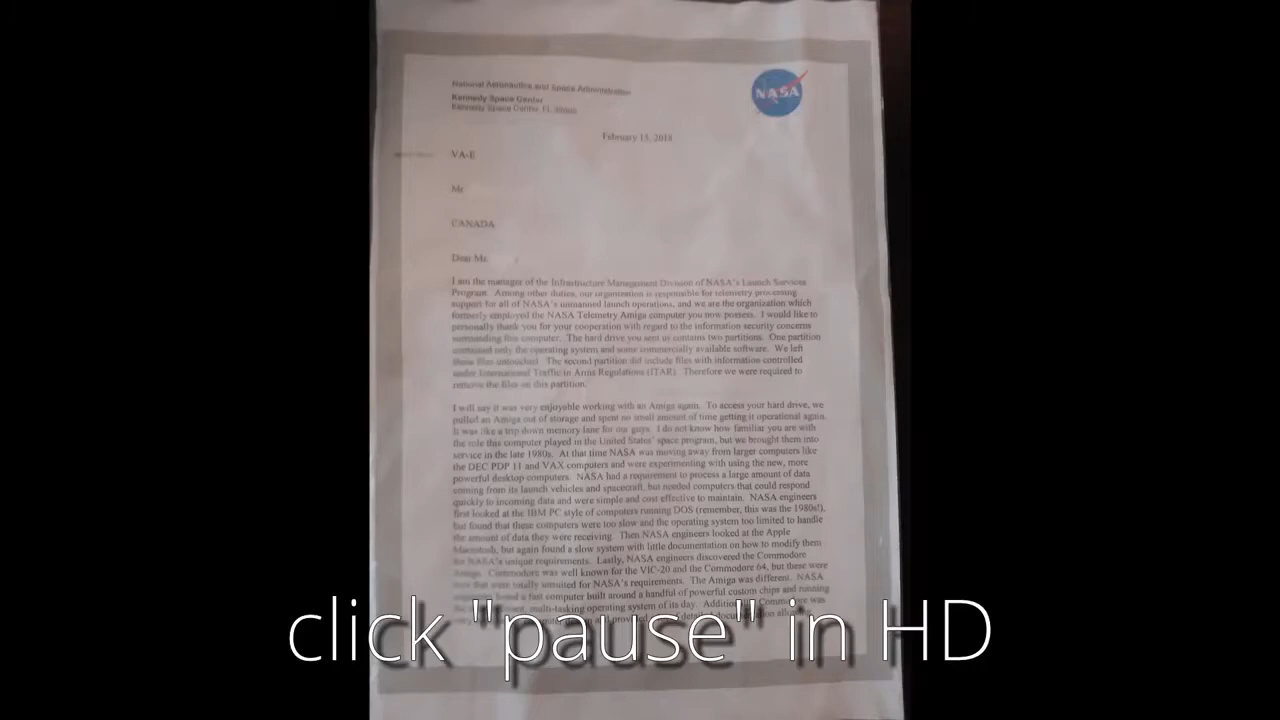 National Aeronautics and Space Administration
Kennedy Space Center
Kennedy Space Center, FL
NASA
February 15, 2018
VA-E
Mr
CANADA
Dear Mr.
I am the manager of the Infrastructure Management Division of NASA's Launch Services
Program. Among other duties, our organization is responsible for telemetry processing
support for all of NASA's unmanned launch operations, and we are the organization which
formerly employed the NASA Telemetry Amiga computer you now possess. I would like to
personally thank you for your cooperation with regard to the information security concerns
surrounding this computer. The hard drive you sent us contains two partitions. One partition
contained only the operating system and some commercially available software. We left
these files untouched. The second partition did include files with information controlled
under International Traffic in Arms Regulations (ITAR). Therefore we were required to
remove the files on this partition.
I will say it was very enjoyable working with an Amiga again. To access your hard drive, we
pulled an Amiga out of storage and spent no small amount of time getting it operational again.
It was like a trip down memory lane for our guys. I do not know how familiar you are with
the role this computer played in the United States' space program, but we brought them into
service in the late 1980s. At that time NASA was moving away from larger computers like
the DEC PDP 11 and VAX computers and were experimenting with using the new, more
powerful desktop computers. NASA had a requirement to process a large amount of data
coming from its launch vehicles and spacecraft, but needed computers that could respond
quickly to incoming data and were simple and cost effective to maintain. NASA engineers
first looked at the IBM PC style of computers running DOS (remember, this was the 1980s!),
but found that these computers were too slow and the operating system too limited to handle
the amount of data they were receiving. Then NASA engineers looked at the Apple
Macintosh, but again found a slow system with little documentation on how to modify them
for NASA's unique requirements. Lastly, NASA engineers discovered the Commodore
Amiga. Commodore was well known for the VIC-20 and the Commodore 64, but these were
toys that were totally unsuited for NASA's requirements. The Amiga was different. NASA
found a fast computer built around a handful of powerful custom chips and running
multi-tasking operating system of its day. Commodore was
click "pause" in HD